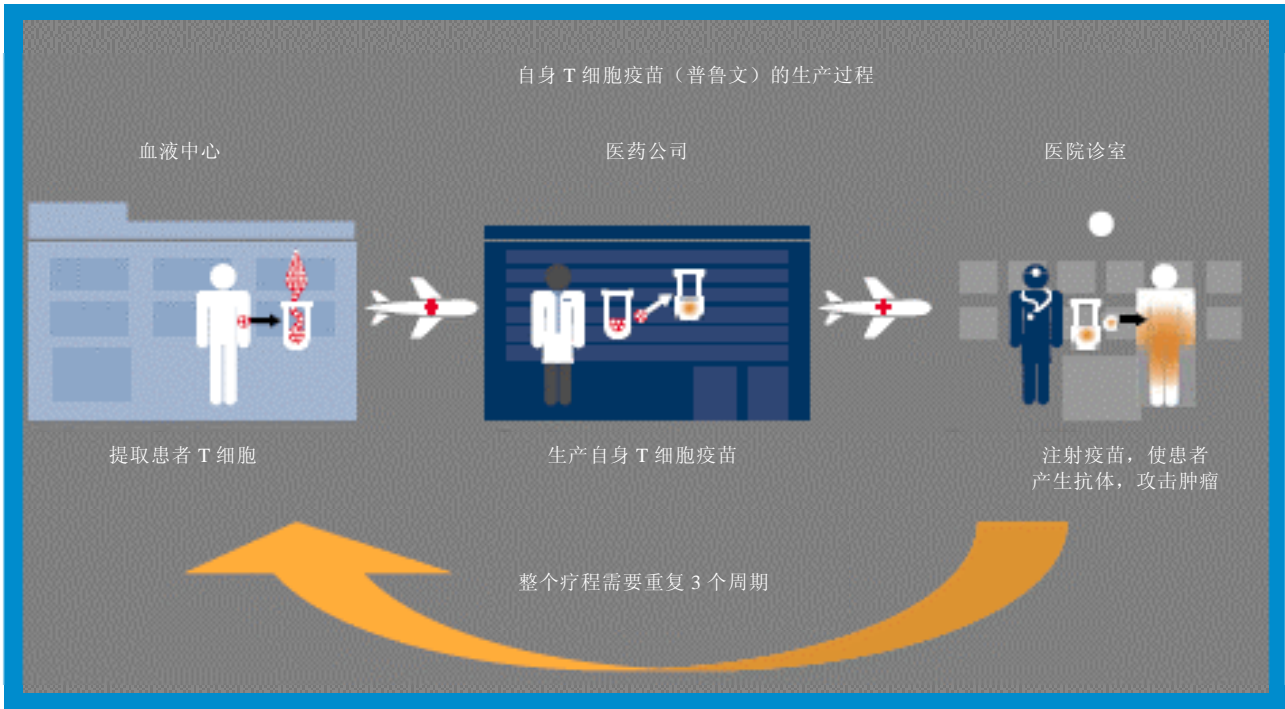 自身 T 细胞疫苗（普鲁文）的生产过程
血液中心
医药公司
医院诊室
提取患者 T 细胞
生产自身 T 细胞疫苗
注射疫苗，使患者
产生抗体，攻击肿瘤
整个疗程需要重复 3 个周期